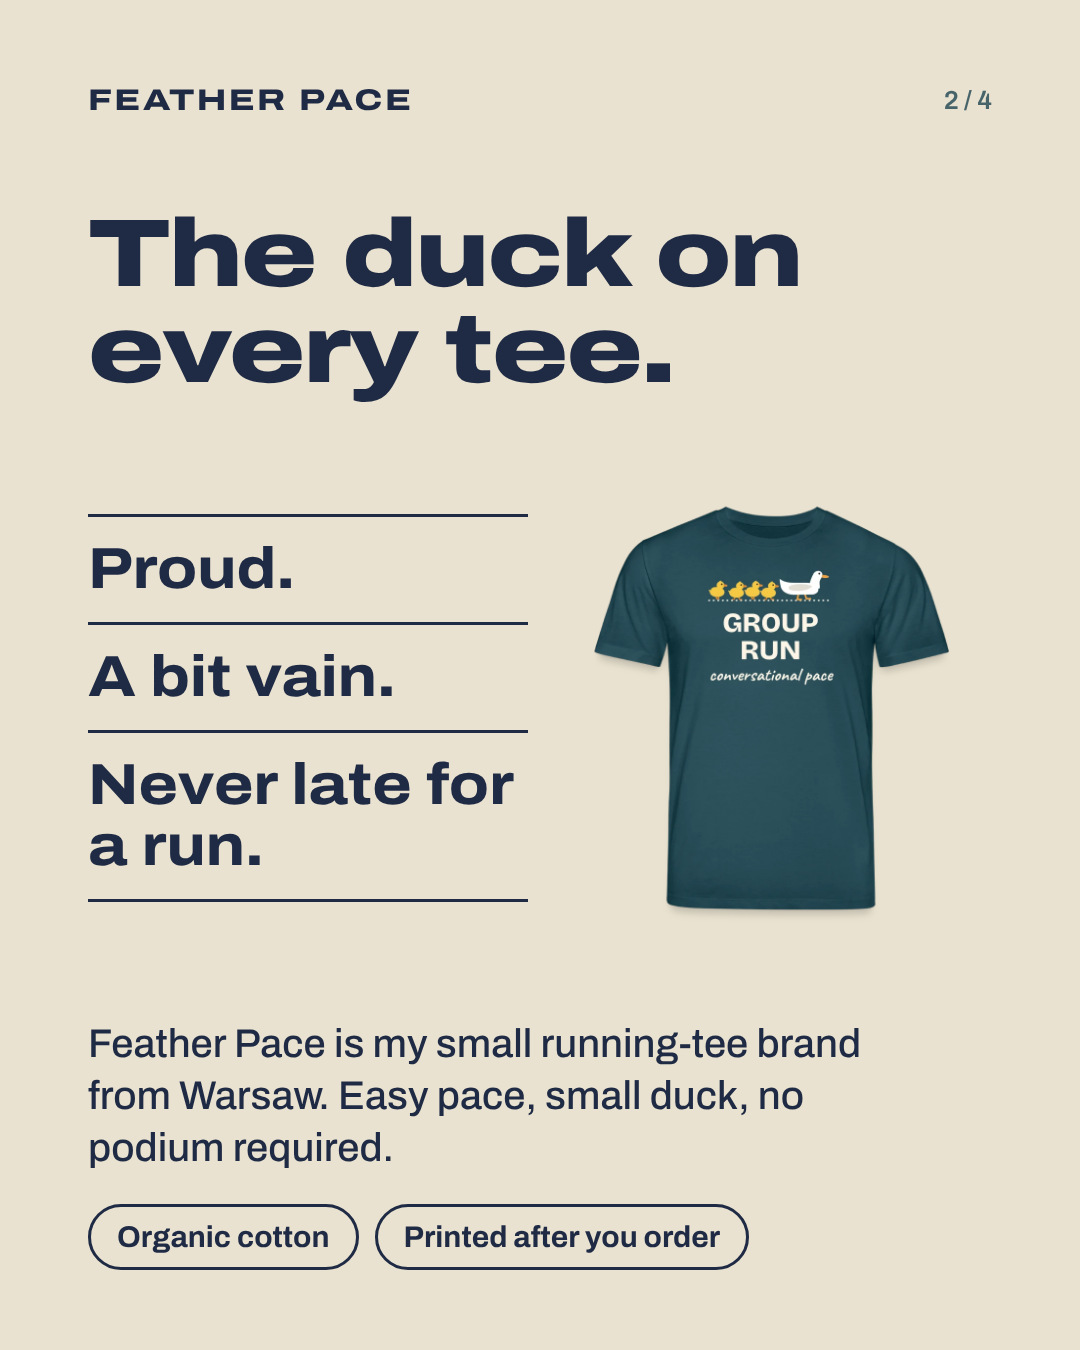 FEATHER PACE
2 / 4
The duck on
every tee.
Proud.
A bit vain.
Never late for
a run.
GROUP
RUN
conversational pace
Feather Pace is my small running-tee brand
from Warsaw. Easy pace, small duck, no
podium required.
Organic cotton
Printed after you order